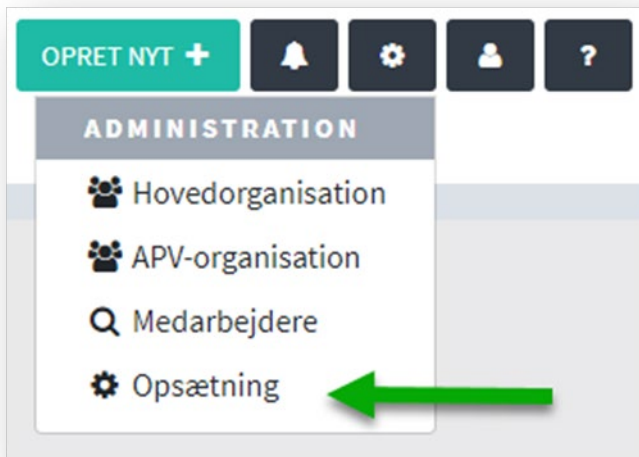 OPRET NYT +
?
ADMINISTRATION
Hovedorganisation
APV-organisation
Medarbejdere
Opsætning